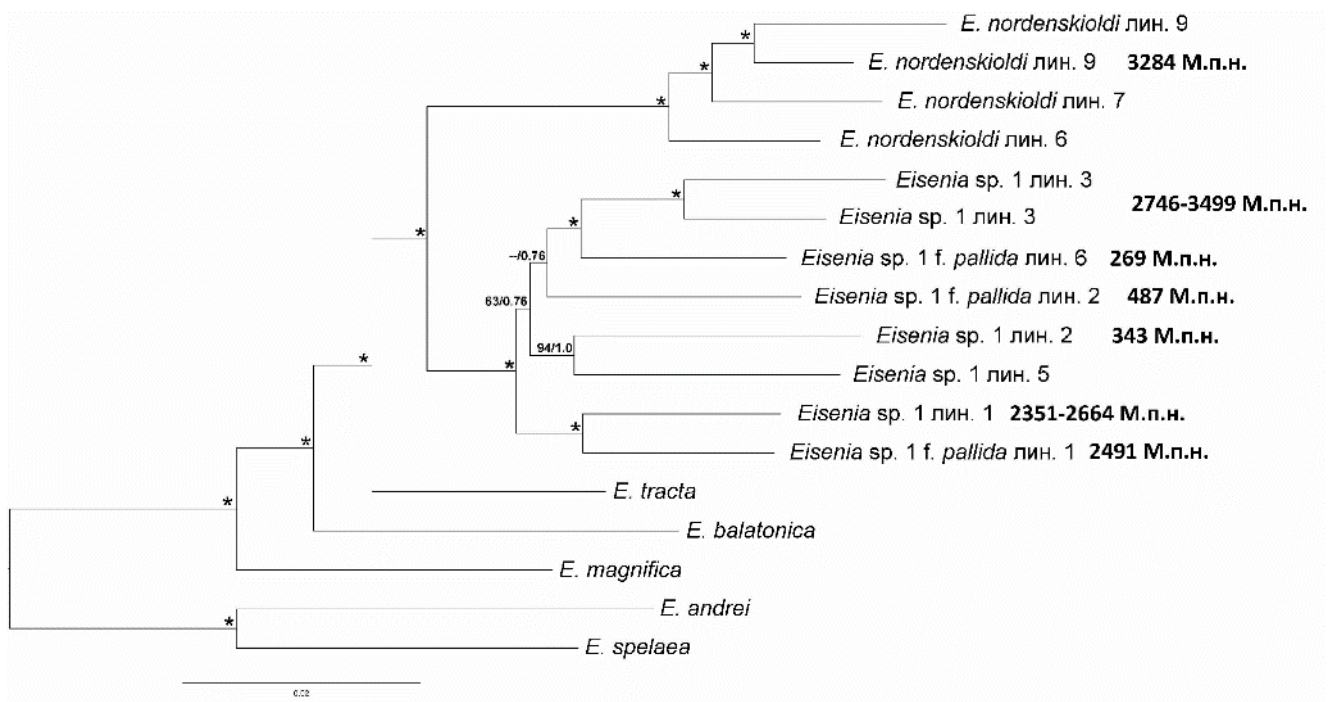 E. nordenskioldi лин. 9
E. nordenskioldi лин. 9 3284 М.п.н.
E. nordenskioldi лин. 7
E. nordenskioldi лин. 6
Eisenia sp. 1 лин. 3
2746-3499 М.п.н.
Eisenia sp. 1 лин. 3
Eisenia sp. 1 f. pallida лин. 6 269 М.п.н.
Eisenia sp. 1 f. pallida лин. 2 487 М.п.н.
Eisenia sp. 1 лин. 2 343 М.п.н.
Eisenia sp. 1 лин. 5
Eisenia sp. 1 лин. 1 2351-2664 М.п.н.
Eisenia sp. 1 f. pallida лин. 1 2491 М.п.н.
E. tracta
E. balatonica
E. magnifica
E. andrei
E. spelaea
* * * * * * * * * * * *
--/0.76
63/0.76
94/1.0
0.02